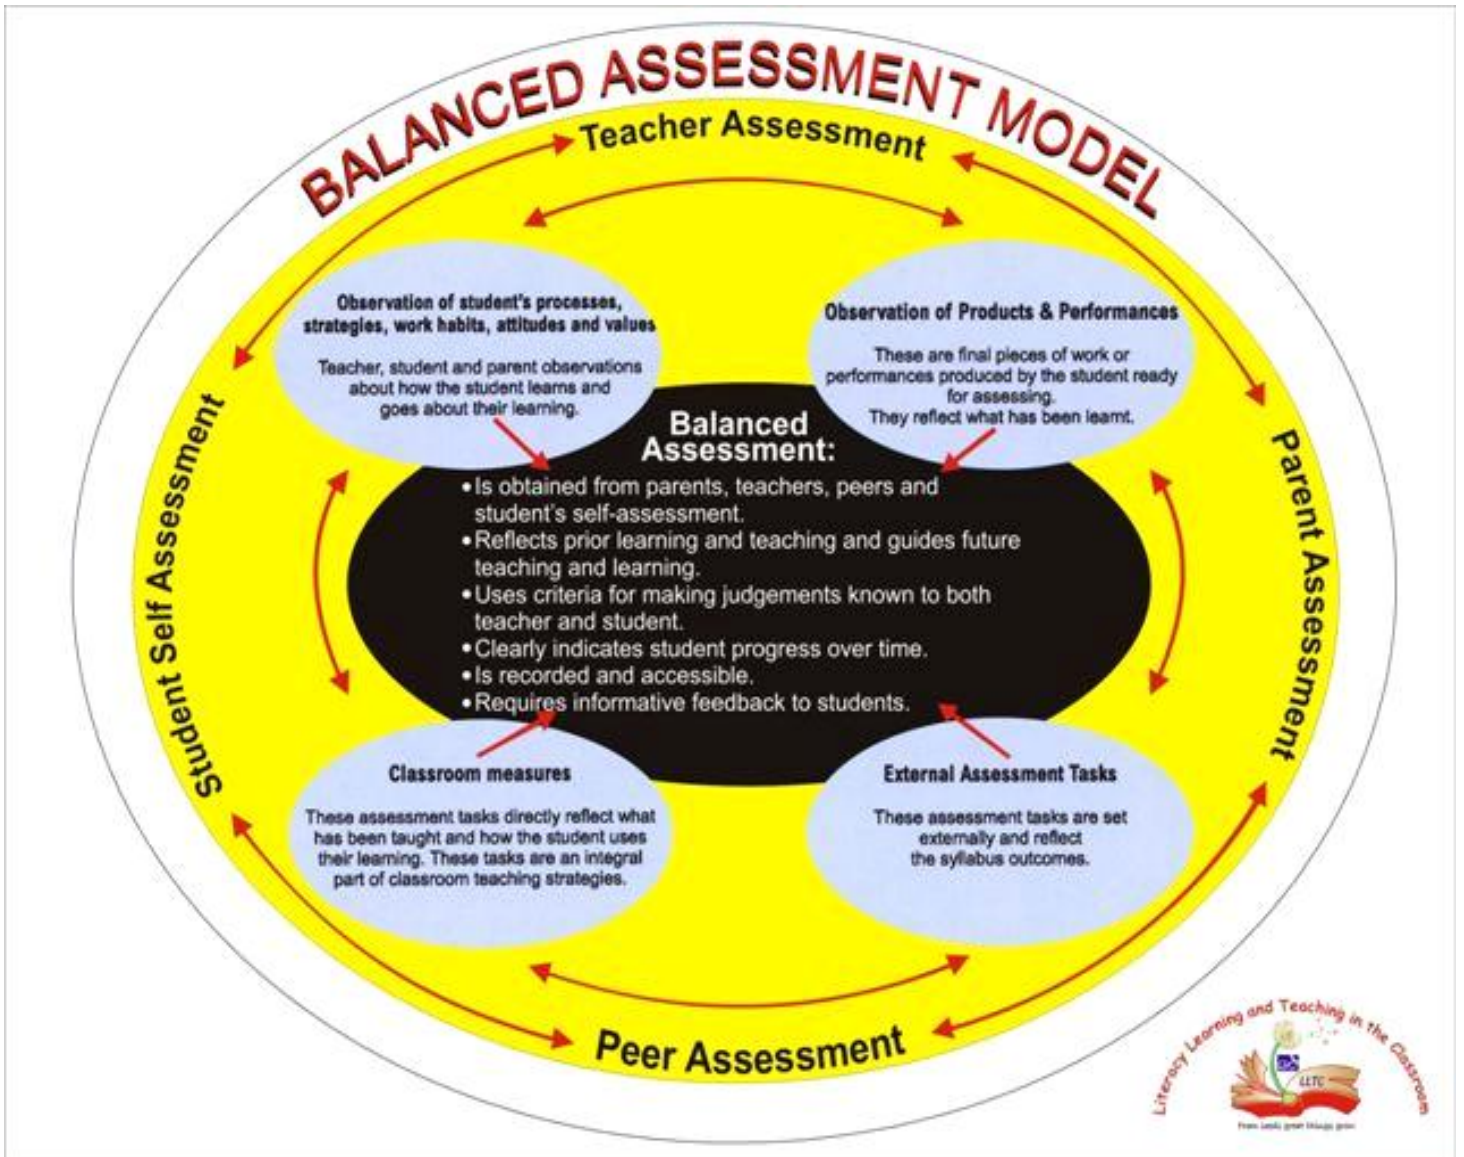 BALANCED ASSESSMENT MODEL
Teacher Assessment
Student Self Assessment
Parent Assessment
Peer Assessment
Observation of student's processes,
strategies, work habits, attitudes and values
Teacher, student and parent observations
about how the student learns and
goes about their learning.
Observation of Products & Performances
These are final pieces of work or
performances produced by the student ready
for assessing.
They reflect what has been learnt.
Balanced
Assessment:
•Is obtained from parents, teachers, peers and
student's self-assessment.
•Reflects prior learning and teaching and guides future
teaching and learning.
•Uses criteria for making judgements known to both
teacher and student.
•Clearly indicates student progress over time.
•Is recorded and accessible.
•Requires informative feedback to students.
Classroom measures
These assessment tasks directly reflect what
has been taught and how the student uses
their learning. These tasks are an integral
part of classroom teaching strategies.
External Assessment Tasks
These assessment tasks are set
externally and reflect
the syllabus outcomes.
Literacy Learning and Teaching in the Classroom
LLTC
From seeds great things grow